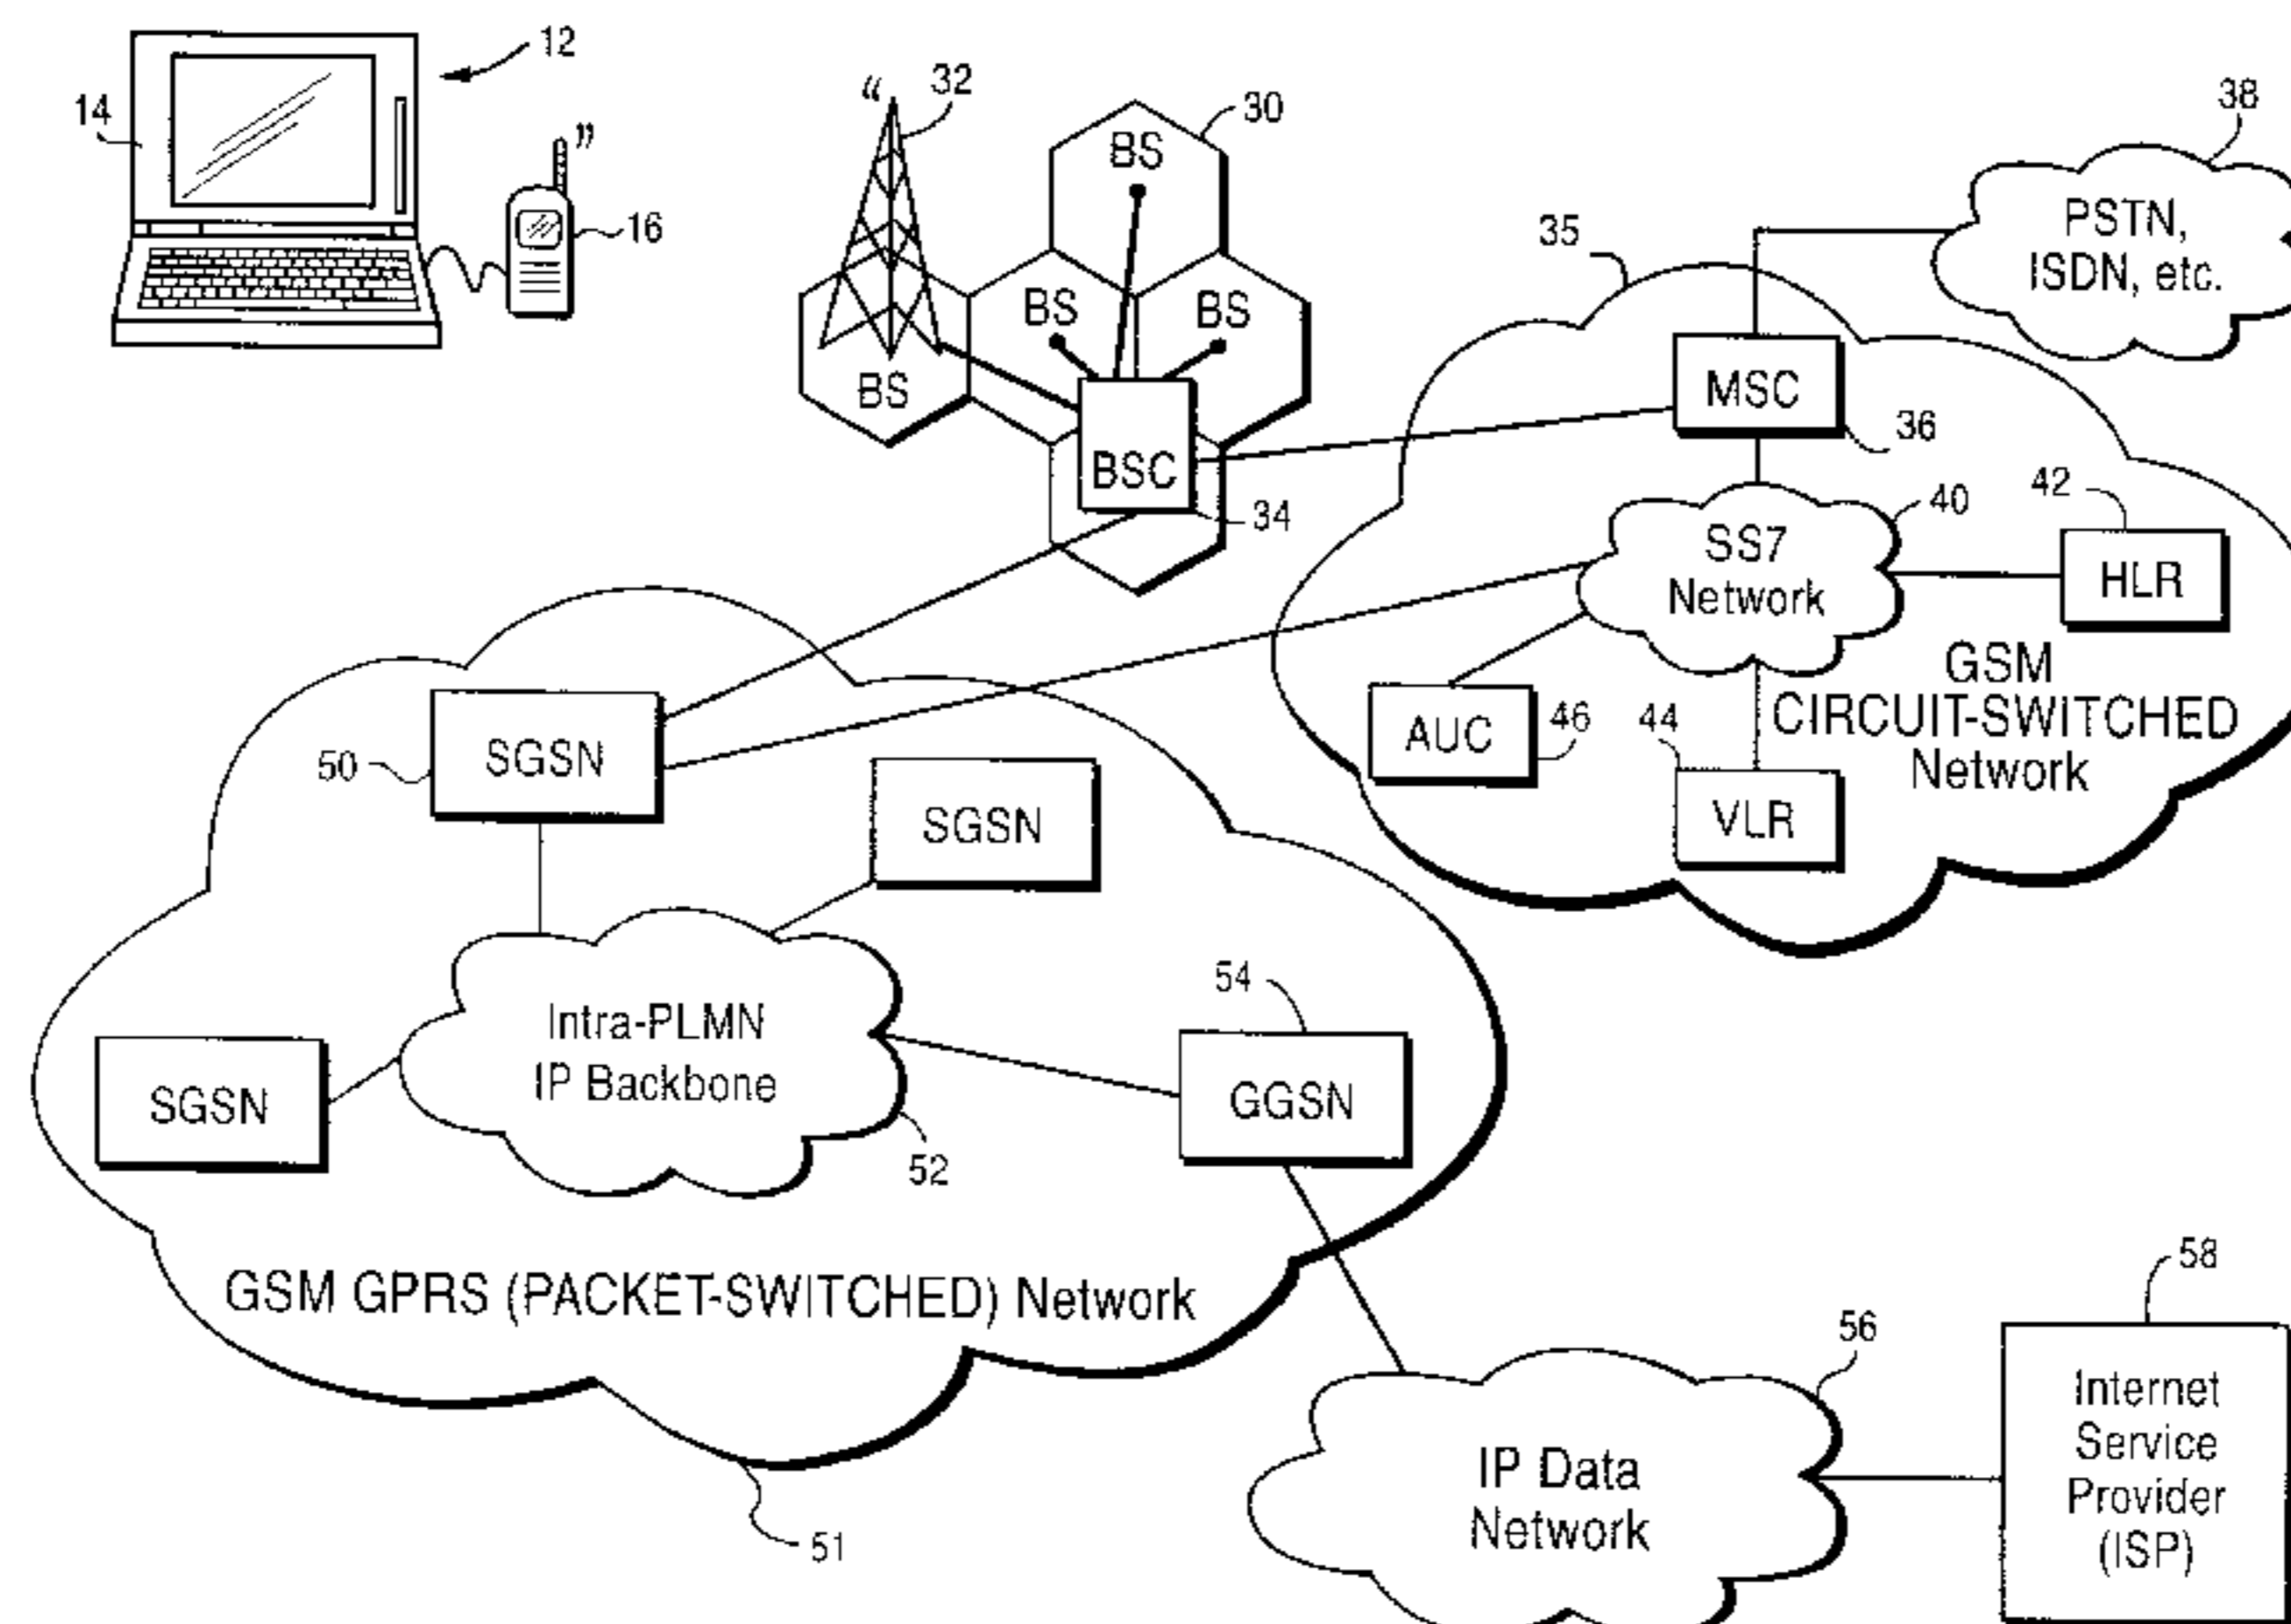 12
14
16
32
30
BS
BS
BS
BS
BSC
34
38
PSTN,
ISDN, etc.
35
MSC
36
40
42
SS7
Network
HLR
GSM
CIRCUIT-SWITCHED
Network
AUC
46
44
VLR
50
SGSN
SGSN
54
Intra-PLMN
IP Backbone
SGSN
52
GGSN
GSM GPRS (PACKET-SWITCHED) Network
51
58
56
Internet
Service
Provider
(ISP)
IP Data
Network